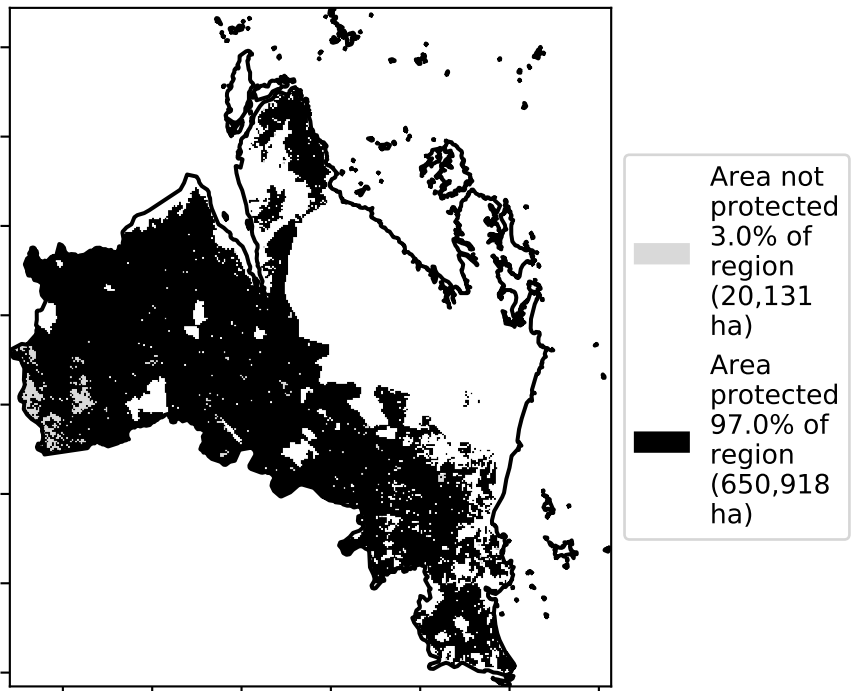 Area not
protected
3.0% of
region
(20,131
ha)
Area
protected
97.0% of
region
(650,918
ha)